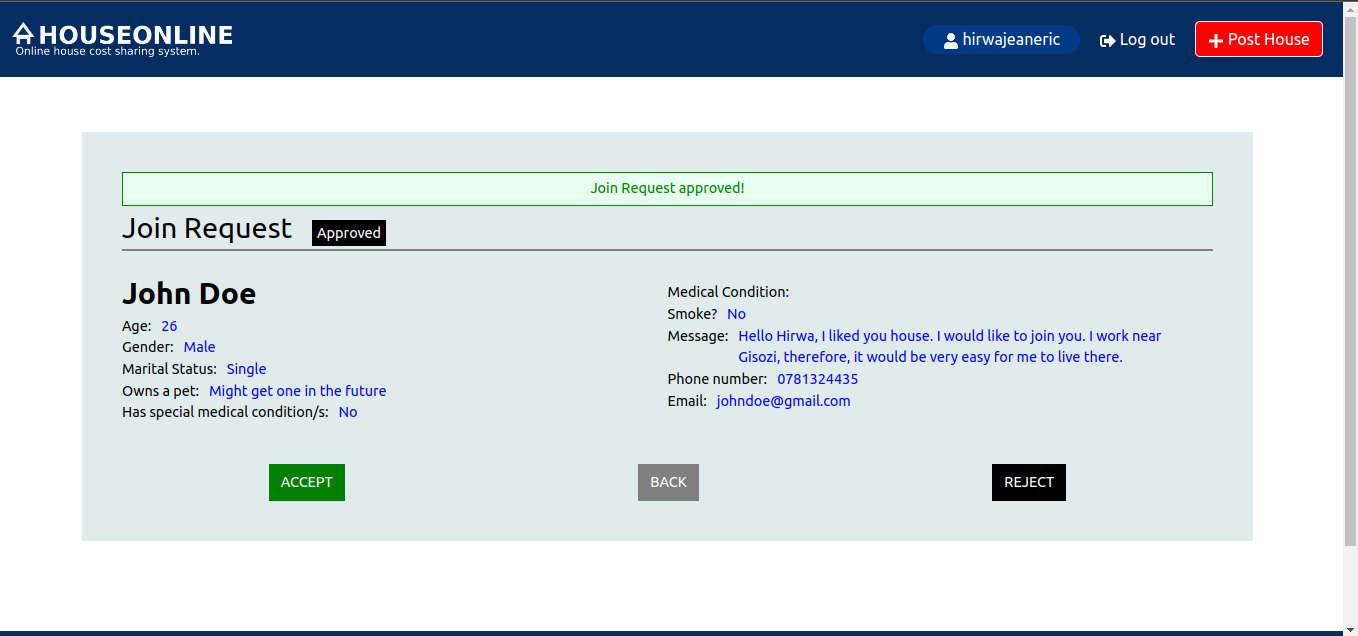 HOUSEONLINE
Online house cost sharing system.
hirwajeaneric
Log out
Post House
Join Request approved!
Join Request Approved
John Doe
Age: 26
Gender: Male
Marital Status: Single
Owns a pet: Might get one in the future
Has special medical condition/s: No
Medical Condition:
Smoke? No
Message: Hello Hirwa, I liked you house. I would like to join you. I work near
Gisozi, therefore, it would be very easy for me to live there.
Phone number: 0781324435
Email: johndoe@gmail.com
ACCEPT
BACK
REJECT